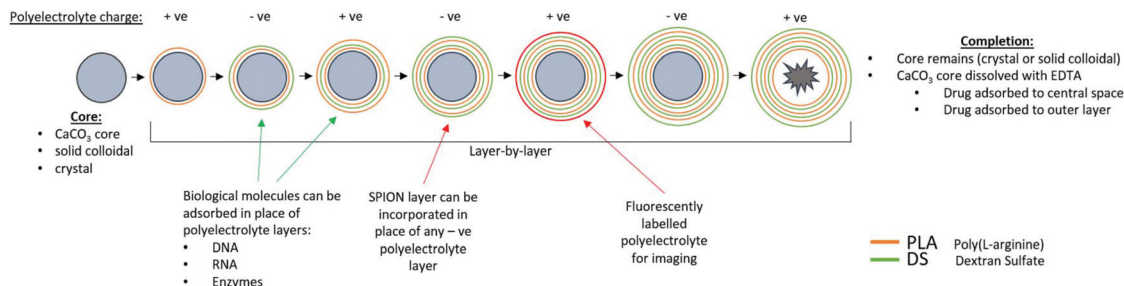 Polyelectrolyte charge: + ve - ve + ve - ve + ve - ve + ve
Core:
• CaCO₃ core
• solid colloidal
• crystal
Layer-by-layer
Completion:
• Core remains (crystal or solid colloidal)
• CaCO₃ core dissolved with EDTA
• Drug adsorbed to central space
• Drug adsorbed to outer layer
Biological molecules can be
adsorbed in place of
polyelectrolyte layers:
• DNA
• RNA
• Enzymes
SPION layer can be
incorporated in
place of any – ve
polyelectrolyte
layer
Fluorescently
labelled
polyelectrolyte
for imaging
PLA Poly(L-arginine)
DS Dextran Sulfate